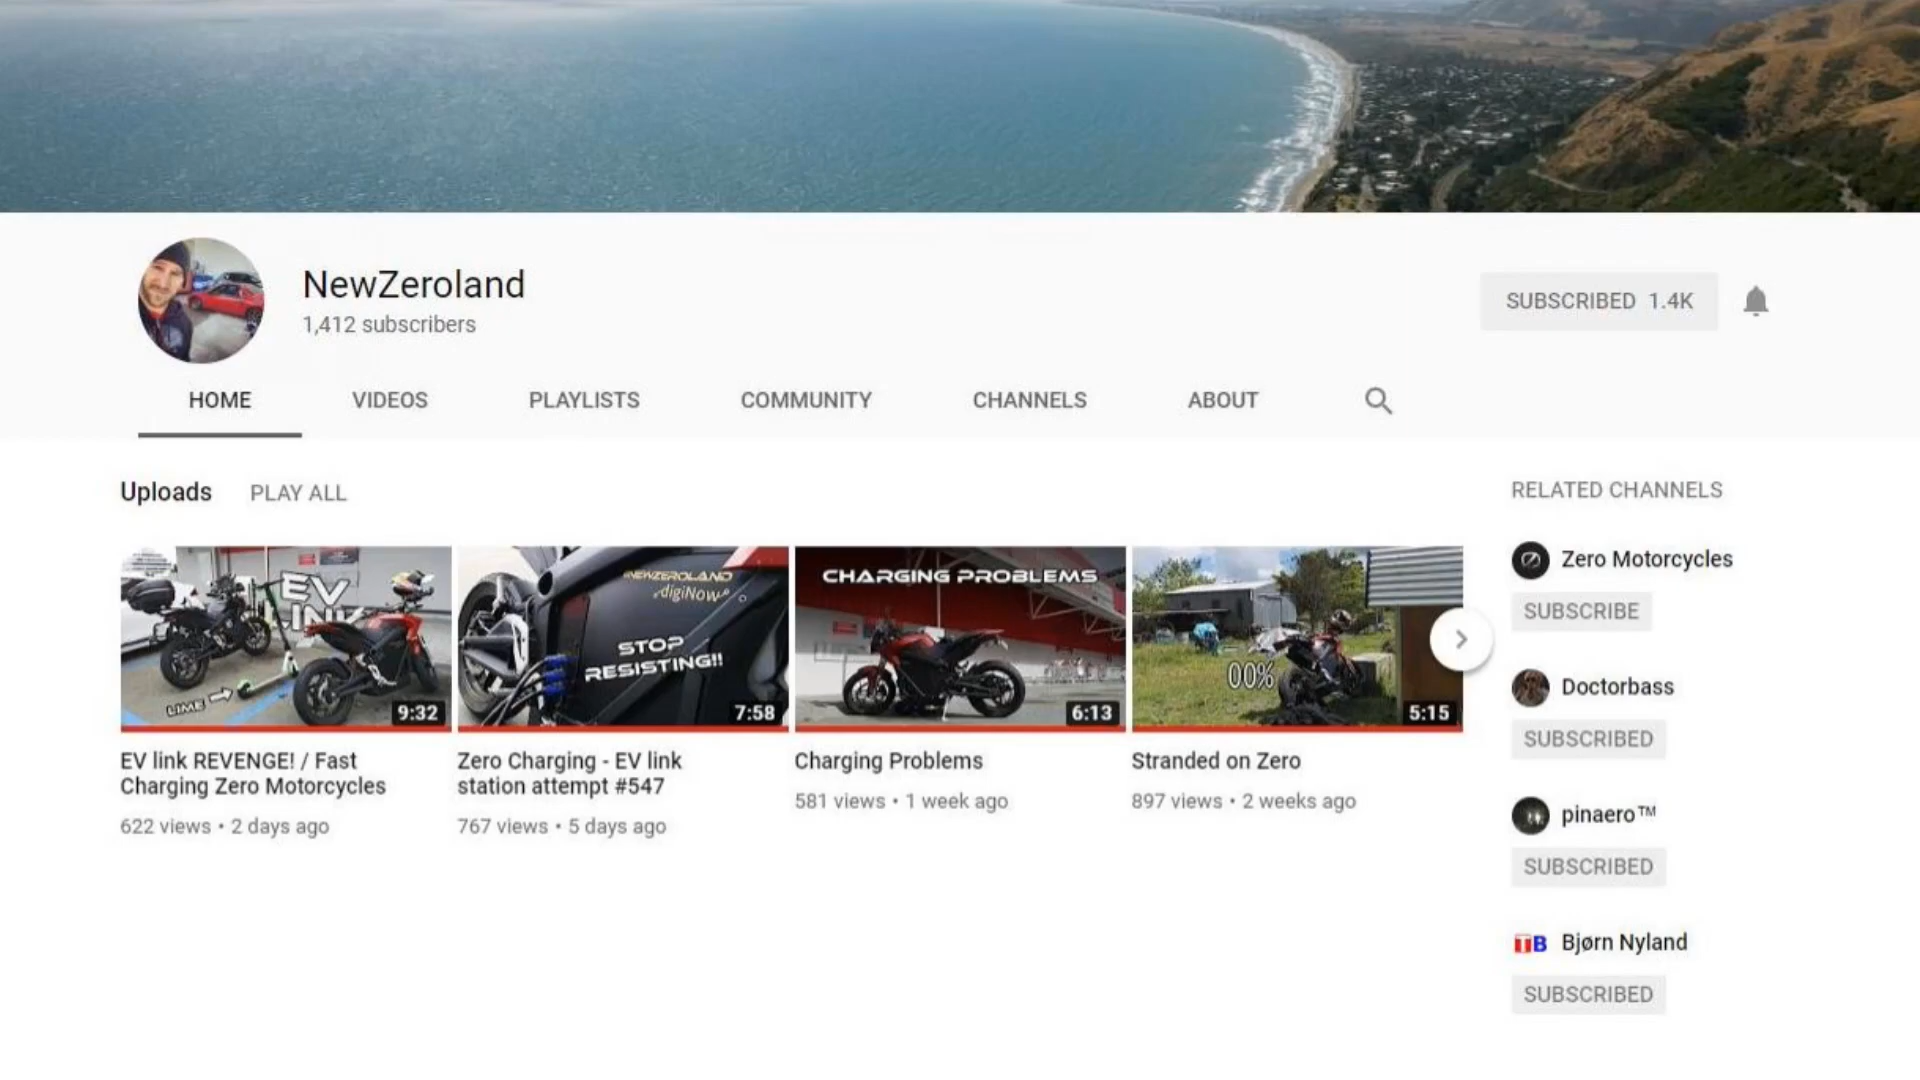 NewZeroland
1,412 subscribers
SUBSCRIBED 1.4K
HOME VIDEOS PLAYLISTS COMMUNITY CHANNELS ABOUT
Uploads PLAY ALL
EV
LINK
LIME
9:32
EV link REVENGE! / Fast
Charging Zero Motorcycles
622 views • 2 days ago
NEWZEROLAND
digiNow
STOP
RESISTING!!
7:58
Zero Charging - EV link
station attempt #547
767 views • 5 days ago
CHARGING PROBLEMS
6:13
Charging Problems
581 views • 1 week ago
00%
5:15
Stranded on Zero
897 views • 2 weeks ago
RELATED CHANNELS
Zero Motorcycles
SUBSCRIBE
Doctorbass
SUBSCRIBED
pinaero™
SUBSCRIBED
TB Bjørn Nyland
SUBSCRIBED